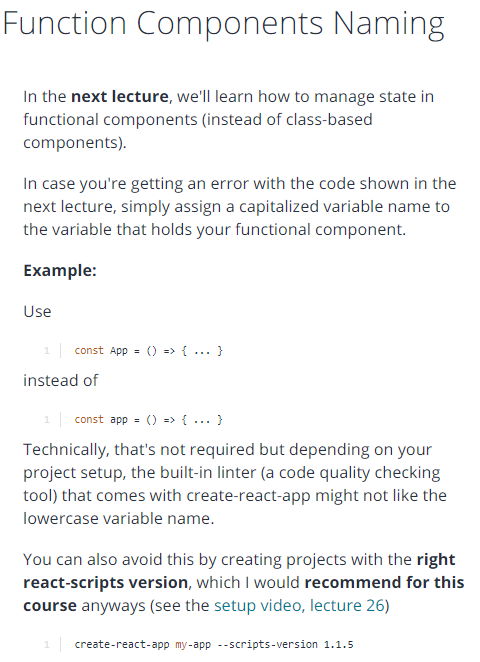 Function Components Naming
In the next lecture, we'll learn how to manage state in
functional components (instead of class-based
components).
In case you're getting an error with the code shown in the
next lecture, simply assign a capitalized variable name to
the variable that holds your functional component.
Example:
Use
1 const App = () => { ... }
instead of
1 const app = () => { ... }
Technically, that's not required but depending on your
project setup, the built-in linter (a code quality checking
tool) that comes with create-react-app might not like the
lowercase variable name.
You can also avoid this by creating projects with the right
react-scripts version, which I would recommend for this
course anyways (see the setup video, lecture 26)
1 create-react-app my-app --scripts-version 1.1.5